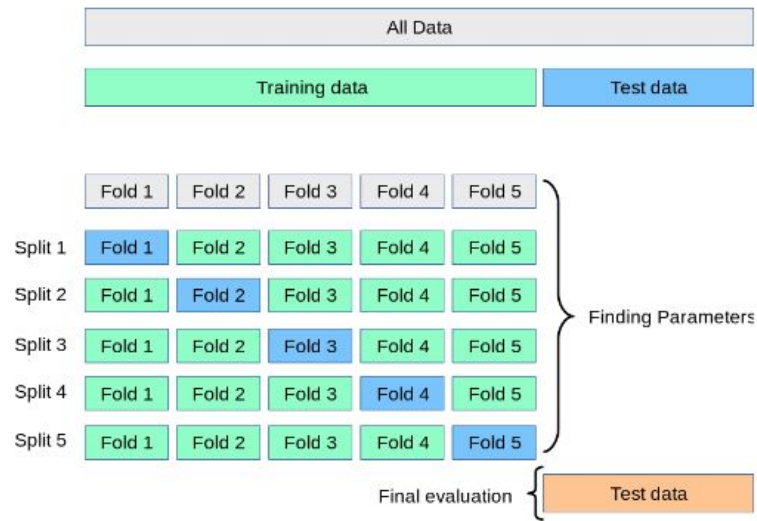 All Data
Training data Test data
Fold 1 Fold 2 Fold 3 Fold 4 Fold 5
Split 1 Fold 1 Fold 2 Fold 3 Fold 4 Fold 5
Split 2 Fold 1 Fold 2 Fold 3 Fold 4 Fold 5
Finding Parameters
Split 3 Fold 1 Fold 2 Fold 3 Fold 4 Fold 5
Split 4 Fold 1 Fold 2 Fold 3 Fold 4 Fold 5
Split 5 Fold 1 Fold 2 Fold 3 Fold 4 Fold 5
Final evaluation Test data